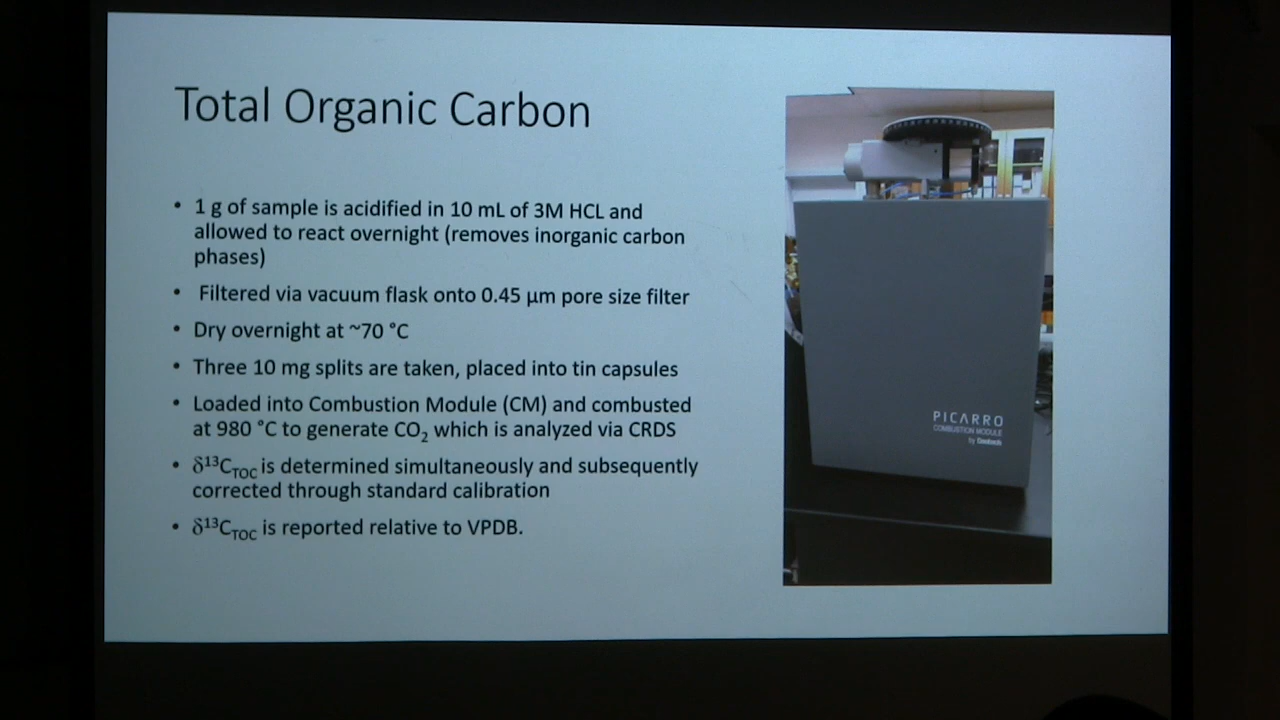 Total Organic Carbon
• 1 g of sample is acidified in 10 mL of 3M HCL and
allowed to react overnight (removes inorganic carbon
phases)
• Filtered via vacuum flask onto 0.45 µm pore size filter
• Dry overnight at ~70 °C
• Three 10 mg splits are taken, placed into tin capsules
• Loaded into Combustion Module (CM) and combusted
at 980 °C to generate CO₂ which is analyzed via CRDS
• δ¹³C_TOC is determined simultaneously and subsequently
corrected through standard calibration
• δ¹³C_TOC is reported relative to VPDB.
PICARRO
COMBUSTION MODULE
by Costech